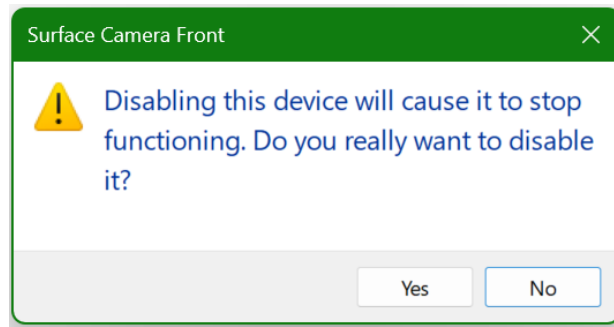 Surface Camera Front
Disabling this device will cause it to stop
functioning. Do you really want to disable
it?
Yes
No